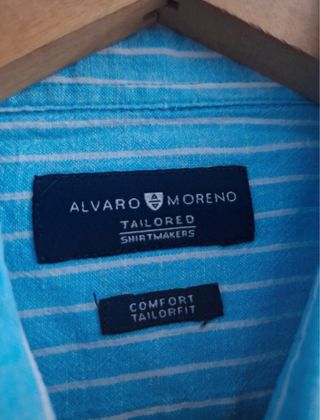 ALVARO MORENO
TAILORED
SHIRTMAKERS
COMFORT
TAILORFIT